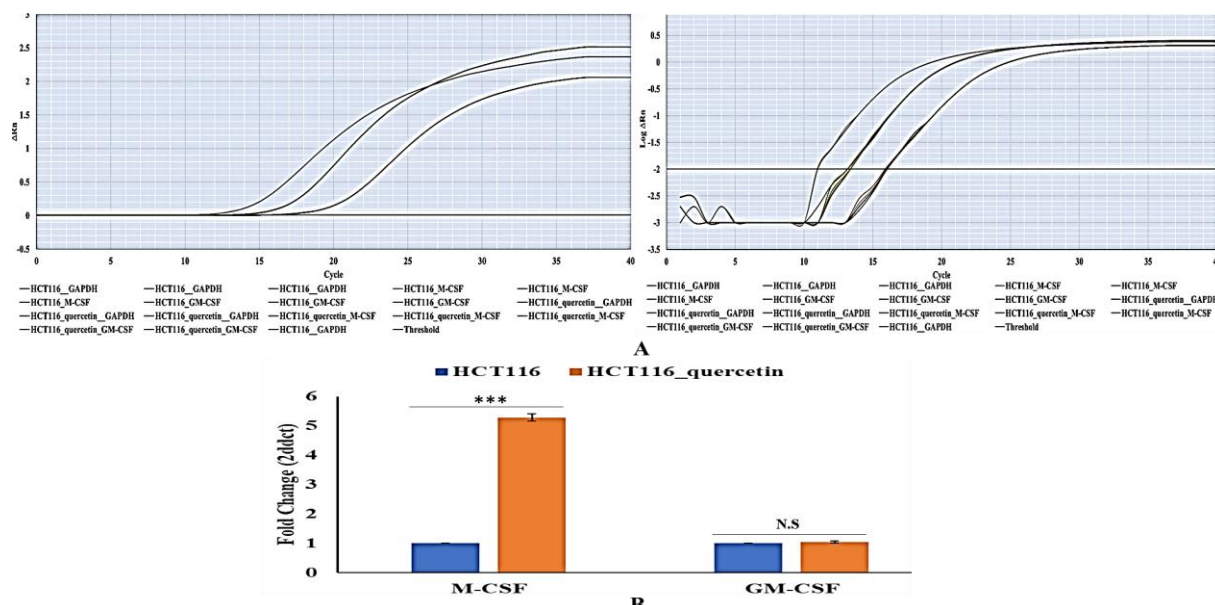 3
2.5
2
1.5
1
0.5
0
-0.5
ΔRn
0 5 10 15 20 25 30 35 40
Cycle
HCT116__GAPDH HCT116__GAPDH HCT116__GAPDH HCT116_M-CSF HCT116_M-CSF
HCT116_M-CSF HCT116_GM-CSF HCT116_GM-CSF HCT116_GM-CSF HCT116_quercetin__GAPDH
HCT116_quercetin__GAPDH HCT116_quercetin__GAPDH HCT116_quercetin_M-CSF HCT116_quercetin_M-CSF HCT116_quercetin_M-CSF
HCT116_quercetin_GM-CSF HCT116_quercetin_GM-CSF HCT116__GAPDH Threshold
0.5
0
-0.5
-1
-1.5
-2
-2.5
-3
-3.5
Log ΔRn
0 5 10 15 20 25 30 35
Cycle
HCT116__GAPDH HCT116__GAPDH HCT116__GAPDH HCT116_M-CSF HCT116_M-CSF
HCT116_M-CSF HCT116_GM-CSF HCT116_GM-CSF HCT116_GM-CSF HCT116_quercetin__GAPDH
HCT116_quercetin__GAPDH HCT116_quercetin__GAPDH HCT116_quercetin_M-CSF HCT116_quercetin_M-CSF HCT116_quercetin_M-CSF
HCT116_quercetin_GM-CSF HCT116_quercetin_GM-CSF HCT116__GAPDH Threshold
A
HCT116 HCT116_quercetin
6
5
4
3
2
1
0
Fold Change (2ddct)
***
N.S
M-CSF GM-CSF